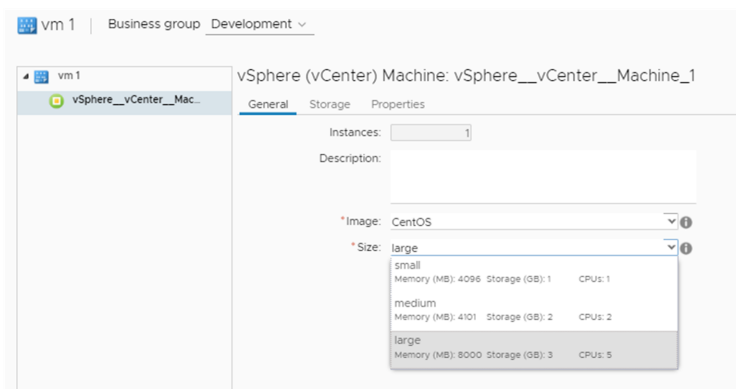 vm 1 Business group Development
vm 1
vSphere__vCenter__Mac...
vSphere (vCenter) Machine: vSphere__vCenter__Machine_1
General Storage Properties
Instances: 1
Description:
*Image: CentOS
*Size: large
small
Memory (MB): 4096 Storage (GB): 1 CPUs: 1
medium
Memory (MB): 4101 Storage (GB): 2 CPUs: 2
large
Memory (MB): 8000 Storage (GB): 3 CPUs: 5